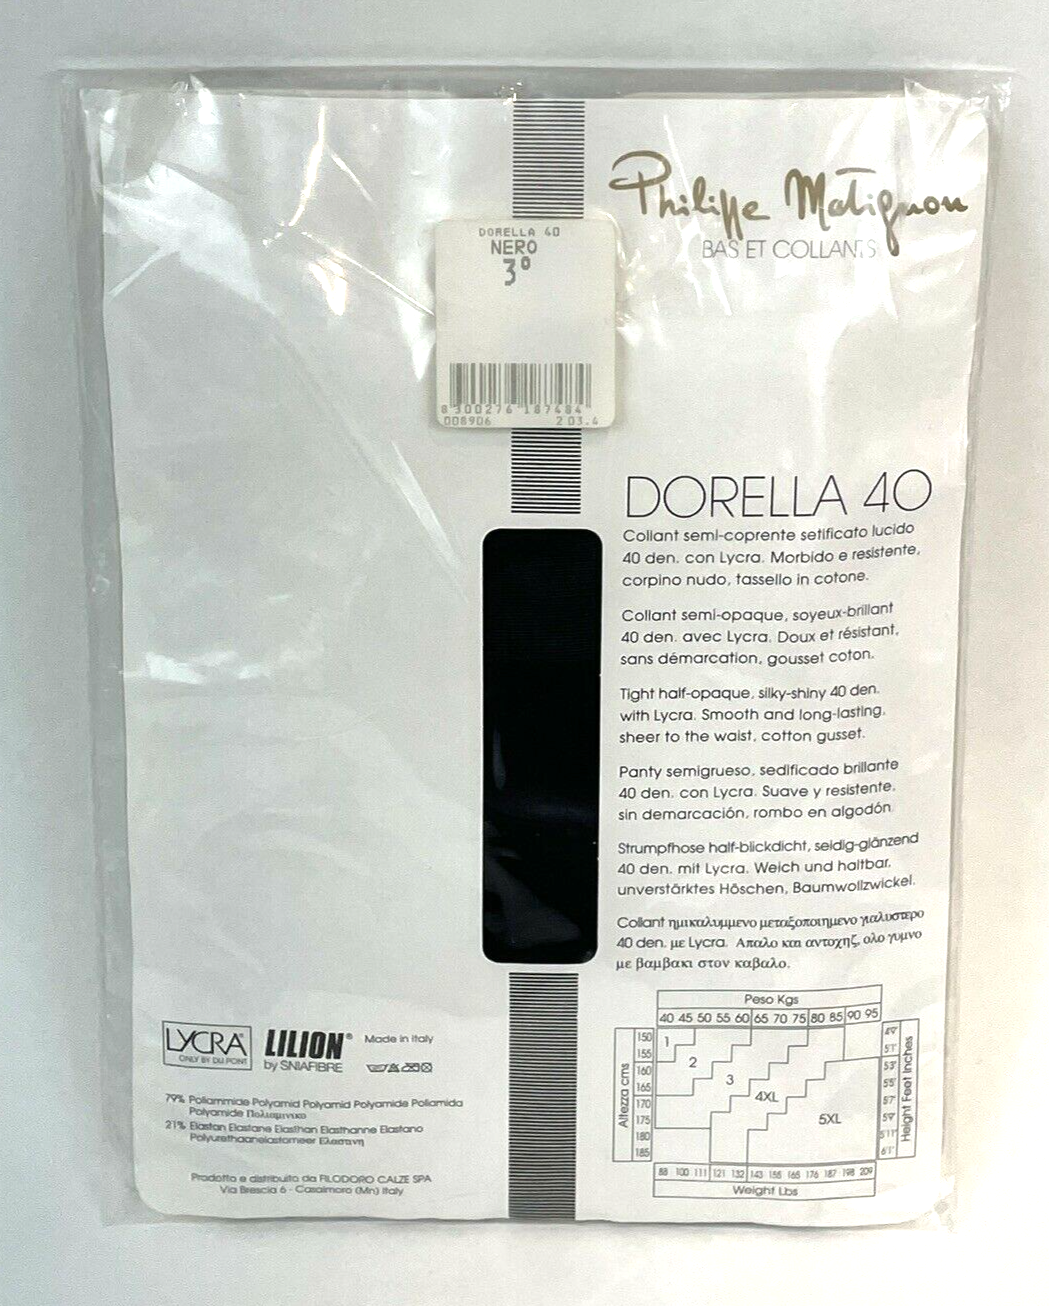 Philippe Matignon
BAS ET COLLANTS
DORELLA 40
NERO
3°
8 300276 187484
008906 203.4
DORELLA 40
Collant semi-coprente setificato lucido
40 den. con Lycra. Morbido e resistente,
corpino nudo, tassello in cotone.
Collant semi-opaque, soyeux-brillant
40 den. avec Lycra. Doux et résistant,
sans démarcation, gousset coton.
Tight half-opaque, silky-shiny 40 den.
with Lycra. Smooth and long-lasting,
sheer to the waist, cotton gusset.
Panty semigrueso, sedificado brillante
40 den. con Lycra. Suave y resistente,
sin demarcación, rombo en algodón
Strumpfhose half-blickdicht, seidig-glänzend
40 den. mit Lycra. Weich und haltbar,
unverstärktes Höschen, Baumwollzwickel.
Collant ημικαλυμμενο μεταξοποιημενο γιαλυστερο
40 den. με Lycra. Απαλο και αντοχηζ, ολο γυμνο
με βαμβακι στον καβαλο.
LYCRA®
ONLY BY DU PONT
LILION®
by SNIAFIBRE
Made in Italy
79% Poliammide Polyamid Polyamid Polyamide Poliamida
Polyamide Πολιαμινικο
21% Elastan Elastane Elasthan Elasthanne Elastano
Polyurethaanelastomeer Ελαστανη
Prodotto e distribuito da FILODORO CALZE SPA
Via Brescia 6 - Casalmoro (Mn) Italy
Peso Kgs
40 45 50 55 60 65 70 75 80 85 90 95
Altezza cms
150
155
160
165
170
175
180
185
1
2
3
4XL
5XL
4'9"
5'1"
5'3"
5'5"
5'7"
5'9"
5'11"
6'1"
Height Feet Inches
88 100 111 121 132 143 155 165 176 187 198 209
Weight Lbs